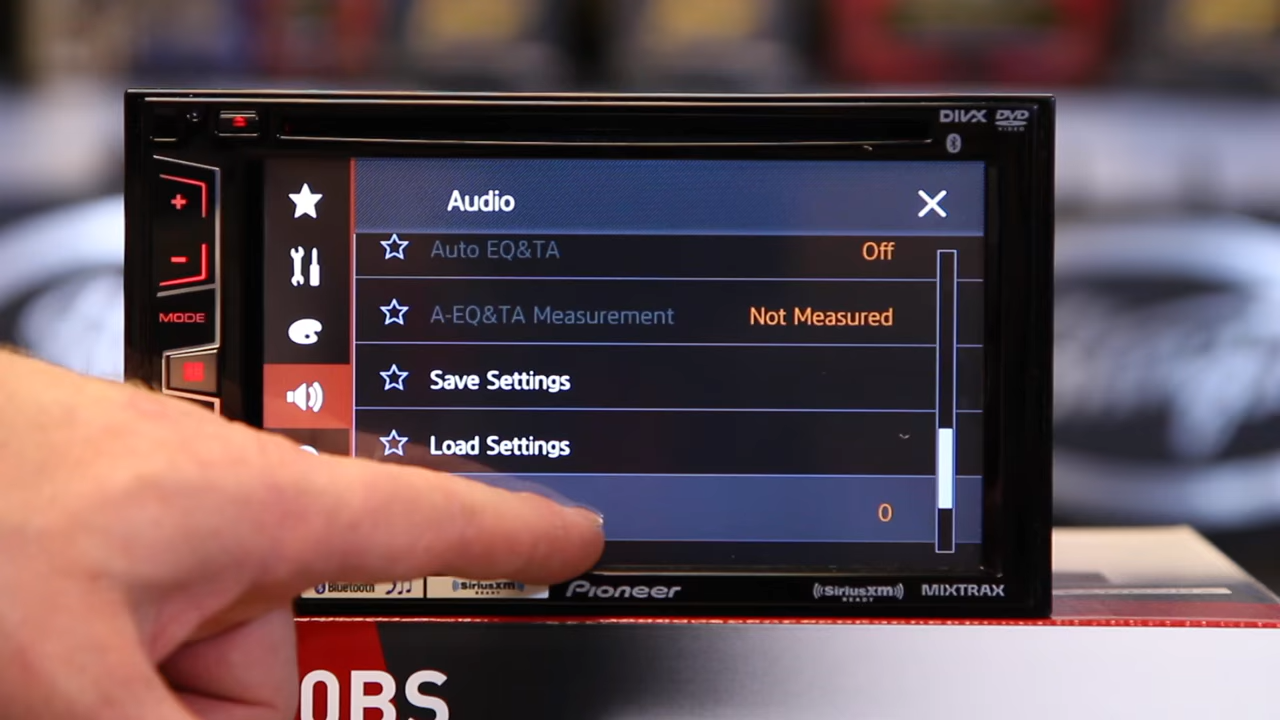 DIVX DVD
VIDEO
+
Audio
-
Auto EQ&TA Off
MODE
A-EQ&TA Measurement Not Measured
Save Settings
Load Settings
0
Bluetooth
SiriusXM
READY
Pioneer
SiriusXM
READY
MIXTRAX
0BS